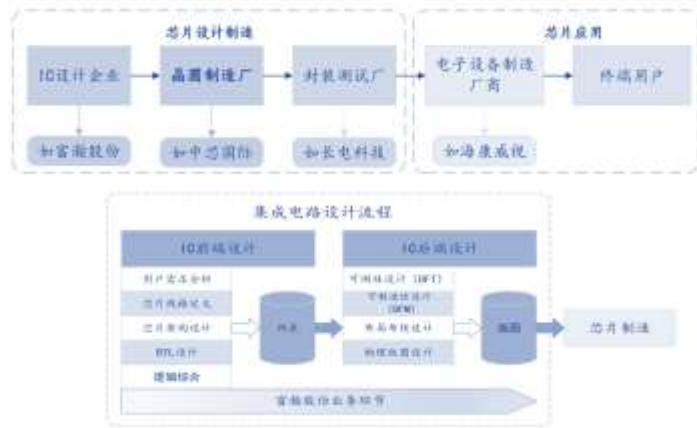 芯片设计制造
芯片应用
IC设计企业
晶圆制造厂
封装测试厂
电子设备制造
厂商
终端用户
如富瀚股份
如中芯国际
如长电科技
如海康威视
集成电路设计流程
IC前端设计
IC后端设计
用户需求分析
芯片规格定义
芯片架构设计
RTL设计
逻辑综合
可测性设计 (DFT)
可制造性设计
(DFM)
布局布线设计
物理版图设计
网表
版图
芯片制造
富瀚股份业务环节